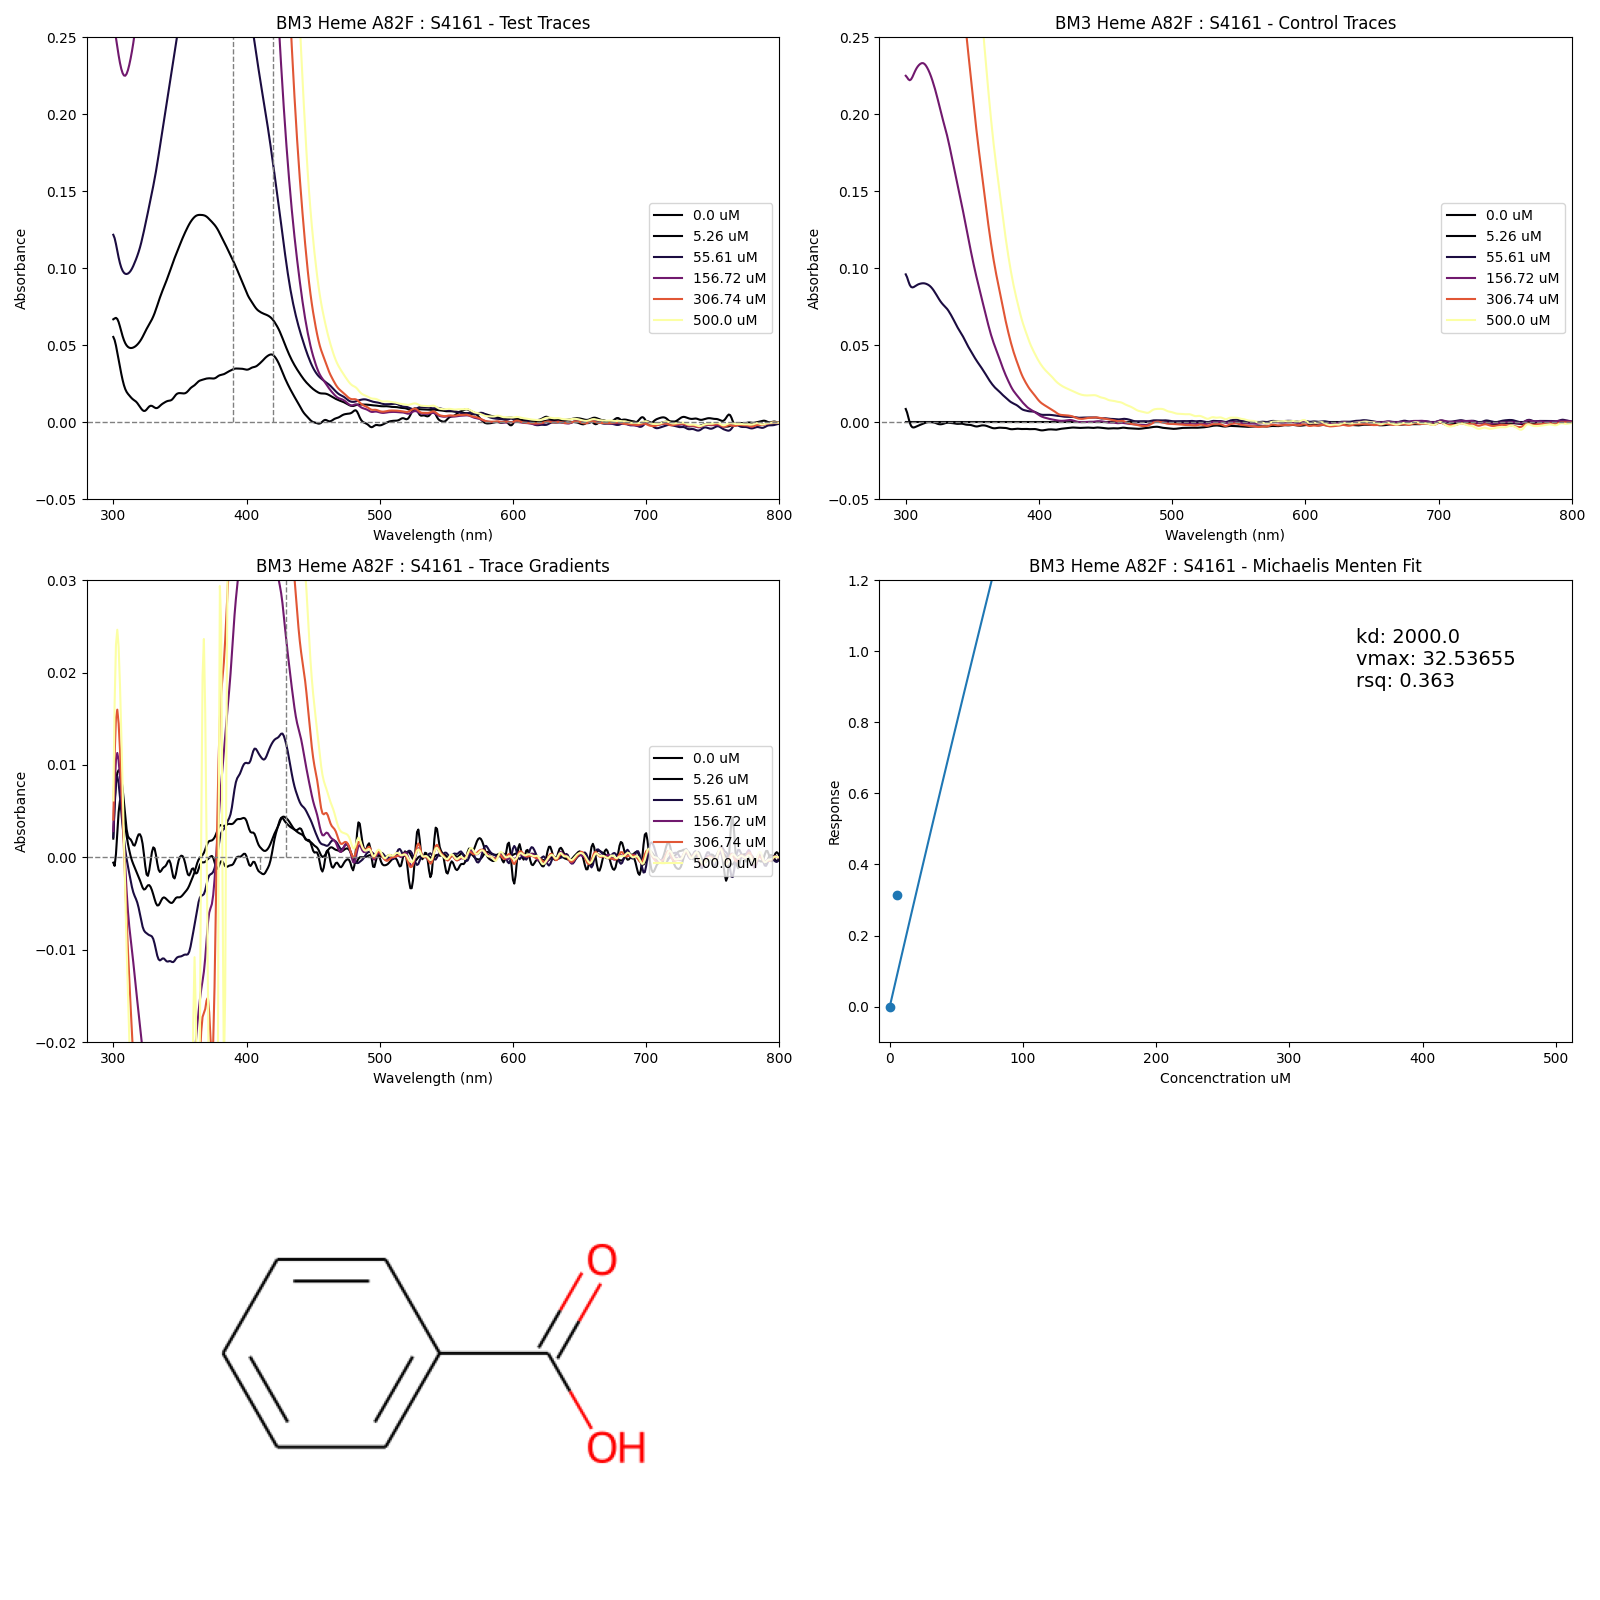 BM3 Heme A82F : S4161 - Test Traces
0.25
0.20
0.15
0.10
0.05
0.00
−0.05
Absorbance
300 400 500 600 700 800
Wavelength (nm)
0.0 uM
5.26 uM
55.61 uM
156.72 uM
306.74 uM
500.0 uM
BM3 Heme A82F : S4161 - Control Traces
0.25
0.20
0.15
0.10
0.05
0.00
−0.05
Absorbance
300 400 500 600 700 800
Wavelength (nm)
0.0 uM
5.26 uM
55.61 uM
156.72 uM
306.74 uM
500.0 uM
BM3 Heme A82F : S4161 - Trace Gradients
0.03
0.02
0.01
0.00
−0.01
−0.02
Absorbance
300 400 500 600 700 800
Wavelength (nm)
0.0 uM
5.26 uM
55.61 uM
156.72 uM
306.74 uM
500.0 uM
BM3 Heme A82F : S4161 - Michaelis Menten Fit
1.2
1.0
0.8
0.6
0.4
0.2
0.0
Response
kd: 2000.0
vmax: 32.53655
rsq: 0.363
0 100 200 300 400 500
Concenctration uM
O
OH